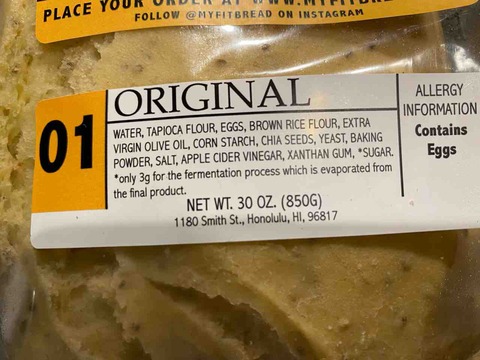 PLACE YOUR ORDER AT WWW.MYFITBREAD
FOLLOW @MYFITBREAD ON INSTAGRAM
01
ORIGINAL
WATER, TAPIOCA FLOUR, EGGS, BROWN RICE FLOUR, EXTRA
VIRGIN OLIVE OIL, CORN STARCH, CHIA SEEDS, YEAST, BAKING
POWDER, SALT, APPLE CIDER VINEGAR, XANTHAN GUM, *SUGAR.
*only 3g for the fermentation process which is evaporated from
the final product.
NET WT. 30 OZ. (850G)
1180 Smith St., Honolulu, HI, 96817
ALLERGY
INFORMATION
Contains
Eggs